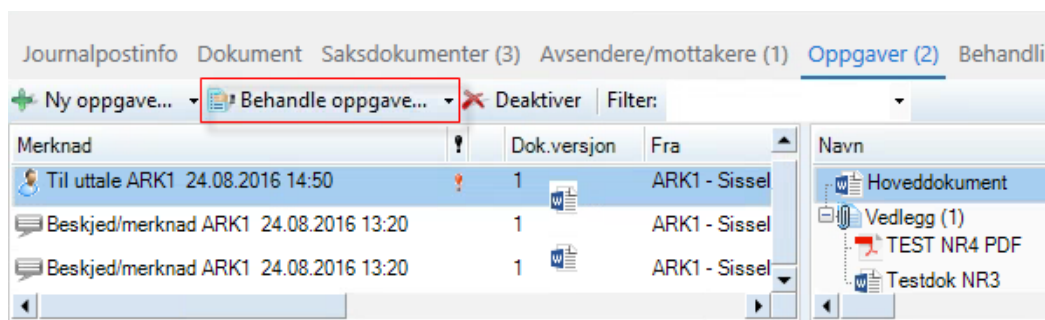 Journalpostinfo Dokument Saksdokumenter (3) Avsendere/mottakere (1) Oppgaver (2) Behandli
Ny oppgave... Behandle oppgave... Deaktiver Filter:
Merknad ! Dok.versjon Fra Navn
Til uttale ARK1 24.08.2016 14:50 ! 1 ARK1 - Sissel Hoveddokument
Beskjed/merknad ARK1 24.08.2016 13:20 1 ARK1 - Sissel Vedlegg (1)
TEST NR4 PDF
Beskjed/merknad ARK1 24.08.2016 13:20 1 ARK1 - Sissel Testdok NR3